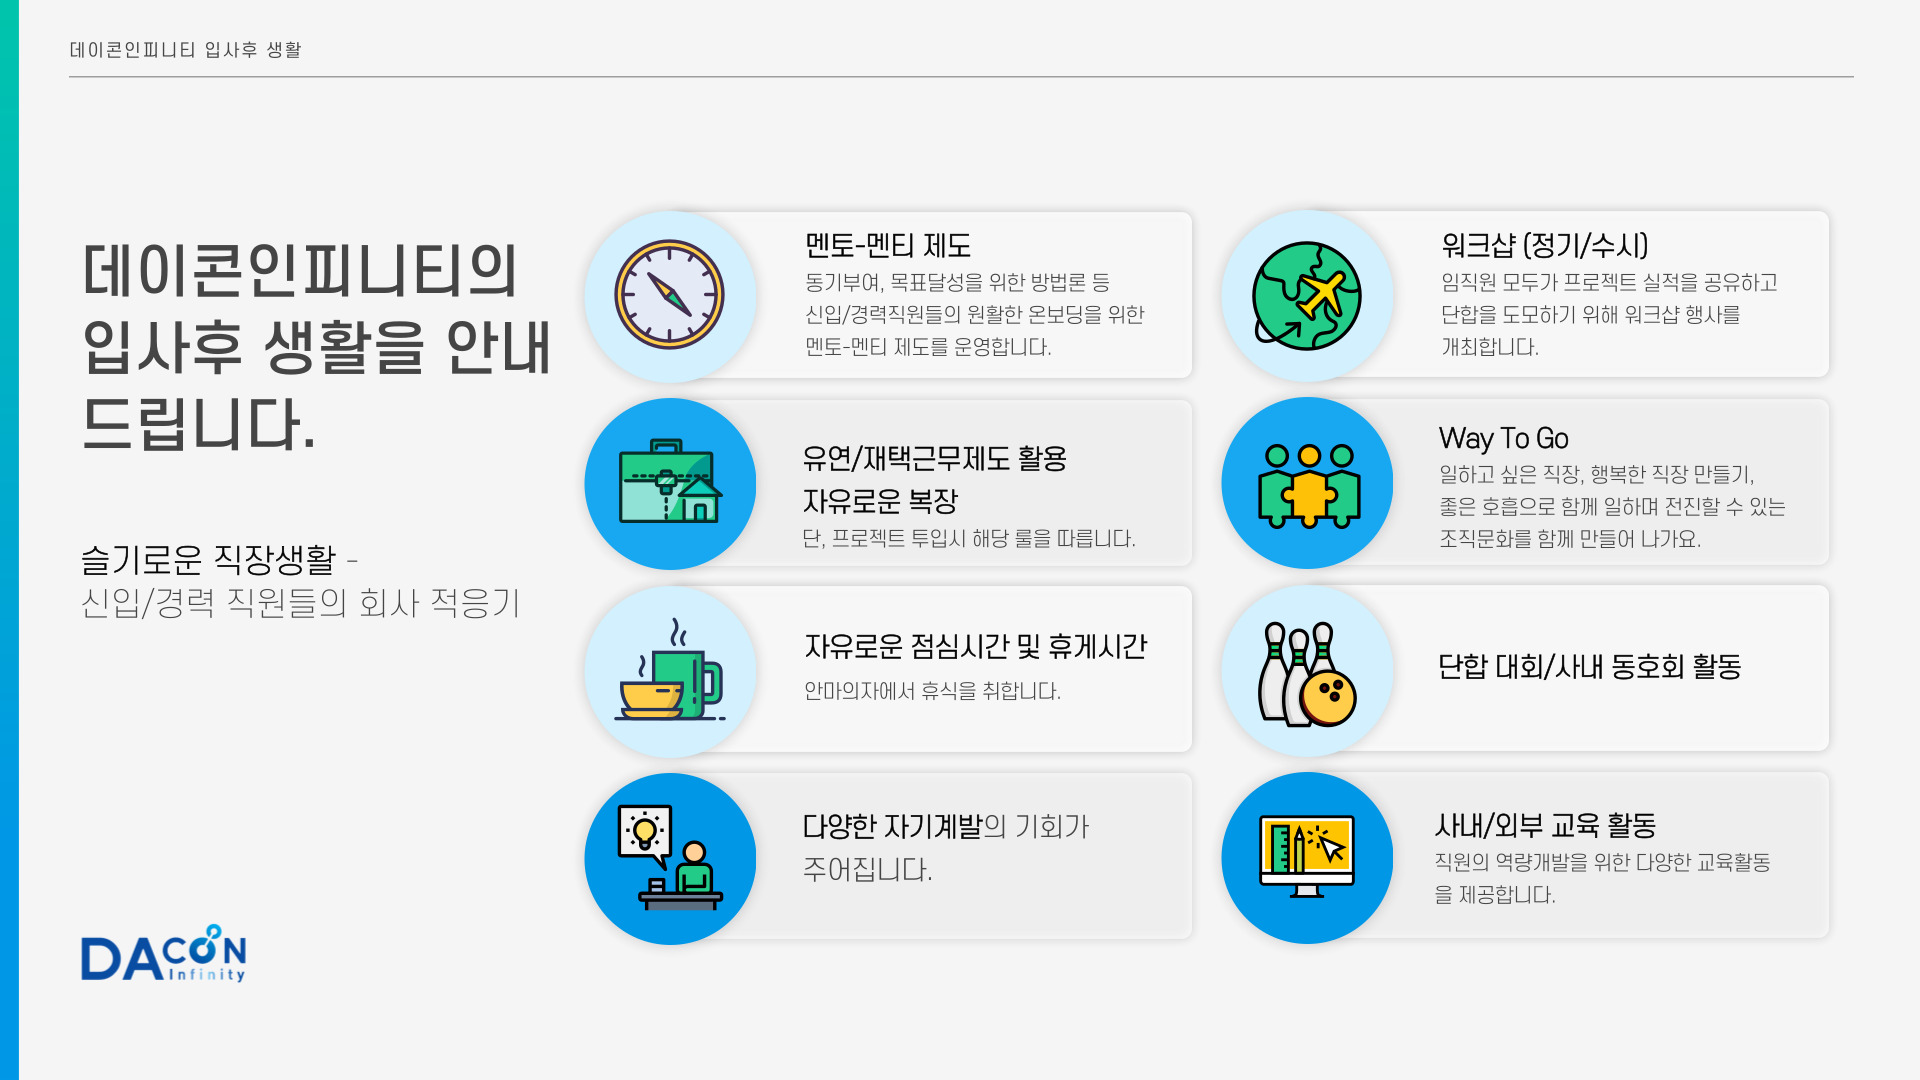 데이콘인피니티 입사후 생활
데이콘인피니티의
입사후 생활을 안내
드립니다.
슬기로운 직장생활 -
신입/경력 직원들의 회사 적응기
멘토-멘티 제도
동기부여, 목표달성을 위한 방법론 등
신입/경력직원들의 원활한 온보딩을 위한
멘토-멘티 제도를 운영합니다.
유연/재택근무제도 활용
자유로운 복장
단, 프로젝트 투입시 해당 룰을 따릅니다.
자유로운 점심시간 및 휴게시간
안마의자에서 휴식을 취합니다.
다양한 자기계발의 기회가
주어집니다.
워크샵 (정기/수시)
임직원 모두가 프로젝트 실적을 공유하고
단합을 도모하기 위해 워크샵 행사를
개최합니다.
Way To Go
일하고 싶은 직장, 행복한 직장 만들기,
좋은 호흡으로 함께 일하며 전진할 수 있는
조직문화를 함께 만들어 나가요.
단합 대회/사내 동호회 활동
사내/외부 교육 활동
직원의 역량개발을 위한 다양한 교육활동
을 제공합니다.
DACON
Infinity